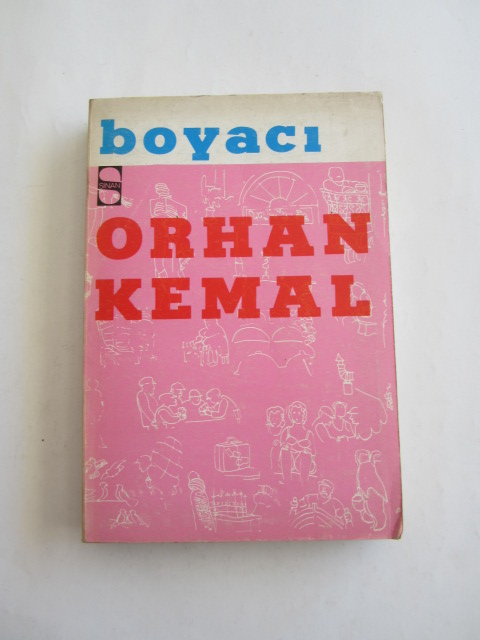 boyacı
SİNAN
ORHAN
KEMAL